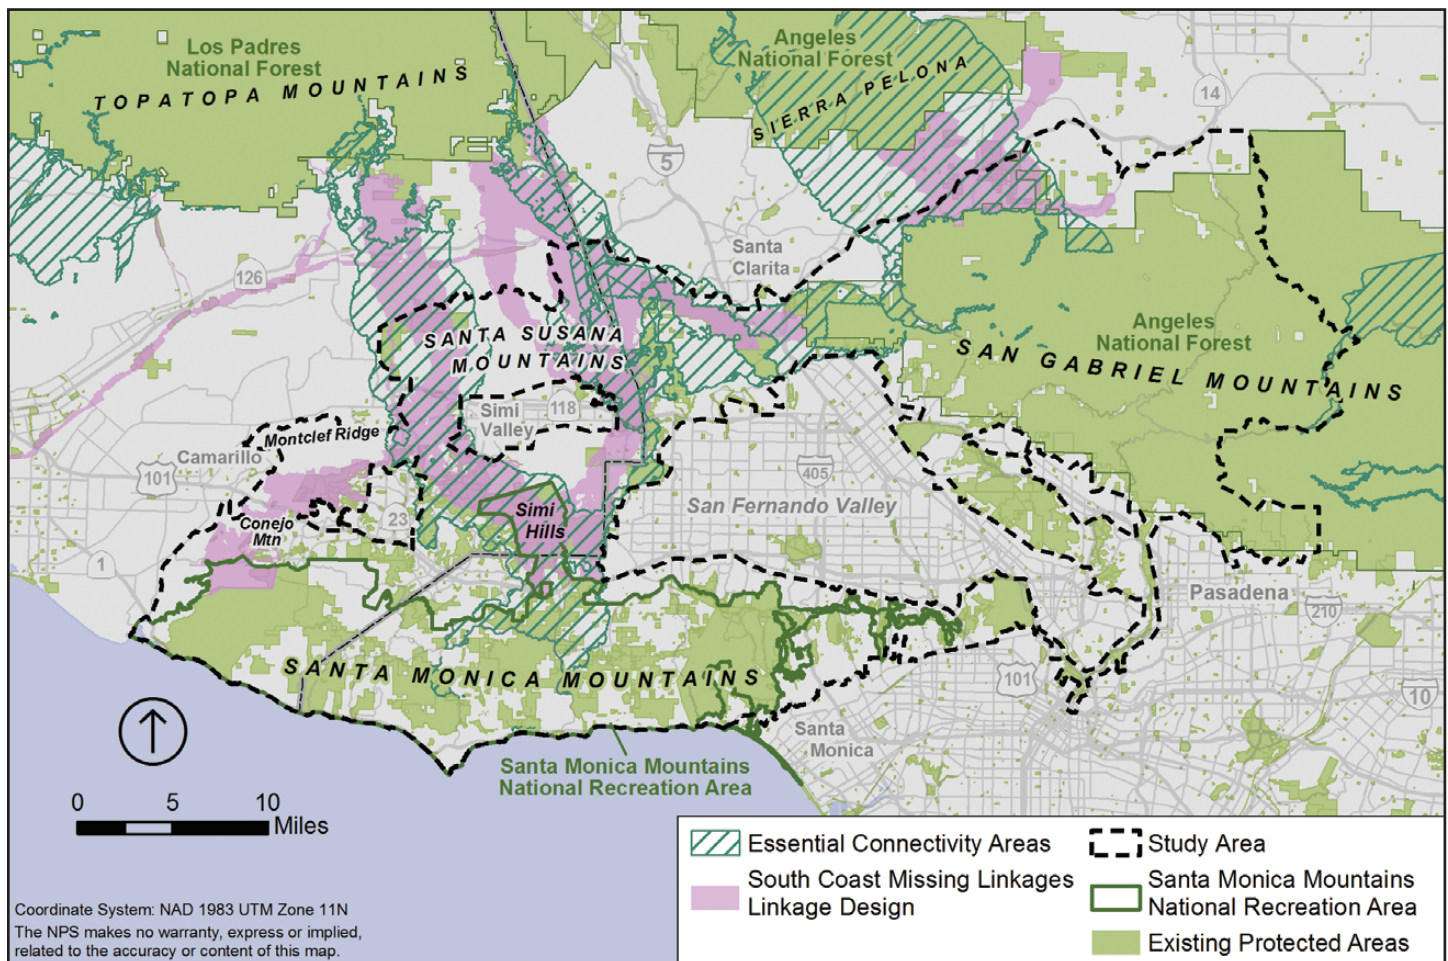 Los Padres
National Forest
TOPATOPA MOUNTAINS
Angeles
National Forest
SIERRA PELONA
14
5
126
Santa
Clarita
SANTA SUSANA
MOUNTAINS
Angeles
National Forest
SAN GABRIEL MOUNTAINS
Simi
Valley
118
Montclef Ridge
Camarillo
101
405
San Fernando Valley
23
Simi
Hills
Conejo
Mtn
1
Pasadena
210
SANTA MONICA MOUNTAINS
101
10
Santa
Monica
Santa Monica Mountains
National Recreation Area
0 5 10
Miles
Essential Connectivity Areas
South Coast Missing Linkages
Linkage Design
Study Area
Santa Monica Mountains
National Recreation Area
Existing Protected Areas
Coordinate System: NAD 1983 UTM Zone 11N
The NPS makes no warranty, express or implied,
related to the accuracy or content of this map.